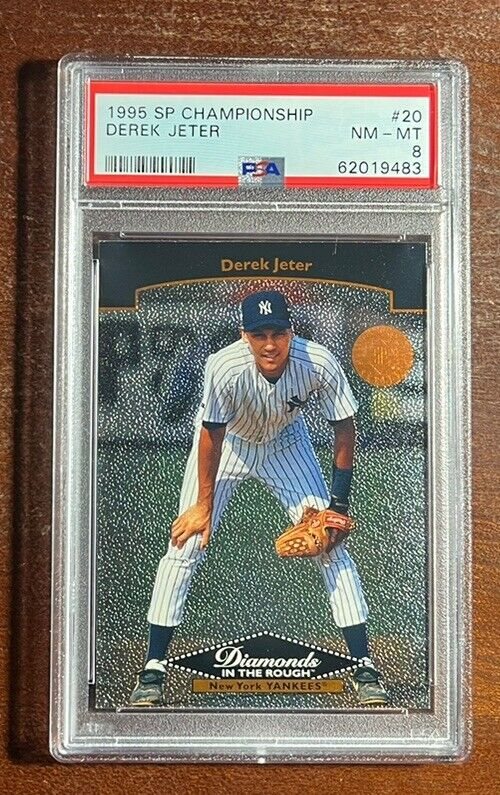 1995 SP CHAMPIONSHIP #20
DEREK JETER NM - MT
8
PSA 62019483
Derek Jeter
NY
Diamonds
IN THE ROUGH™
New York YANKEES®